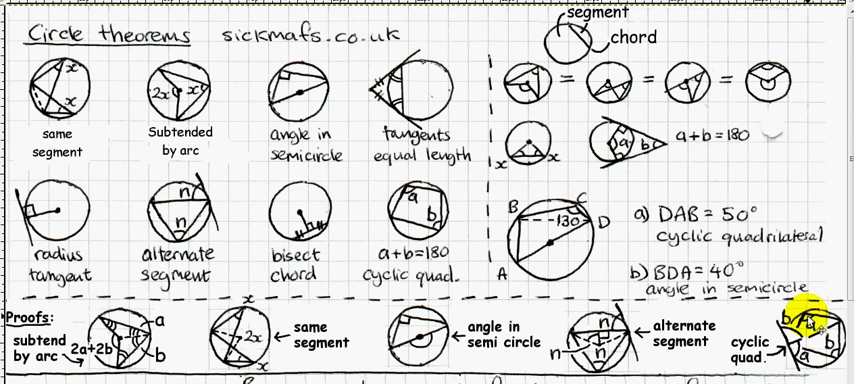 segment
chord
Circle theorems sickmafs.co.uk
x
x
2x x
same
segment
Subtended
by arc
angle in
semicircle
tangents
equal length
= = =
x x
a b a+b=180
n
n
a
b
radius
tangent
alternate
segment
bisect
chord
a+b=180
cyclic quad.
B C
130 D
A
a) DAB = 50°
cyclic quadrilateral
b) BDA = 40°
angle in semicircle
Proofs:
subtend
by arc
2a+2b
a
b
x
2x
x
same
segment
angle in
semi circle
n
n
n
alternate
segment
cyclic
quad.
b
a
b
a